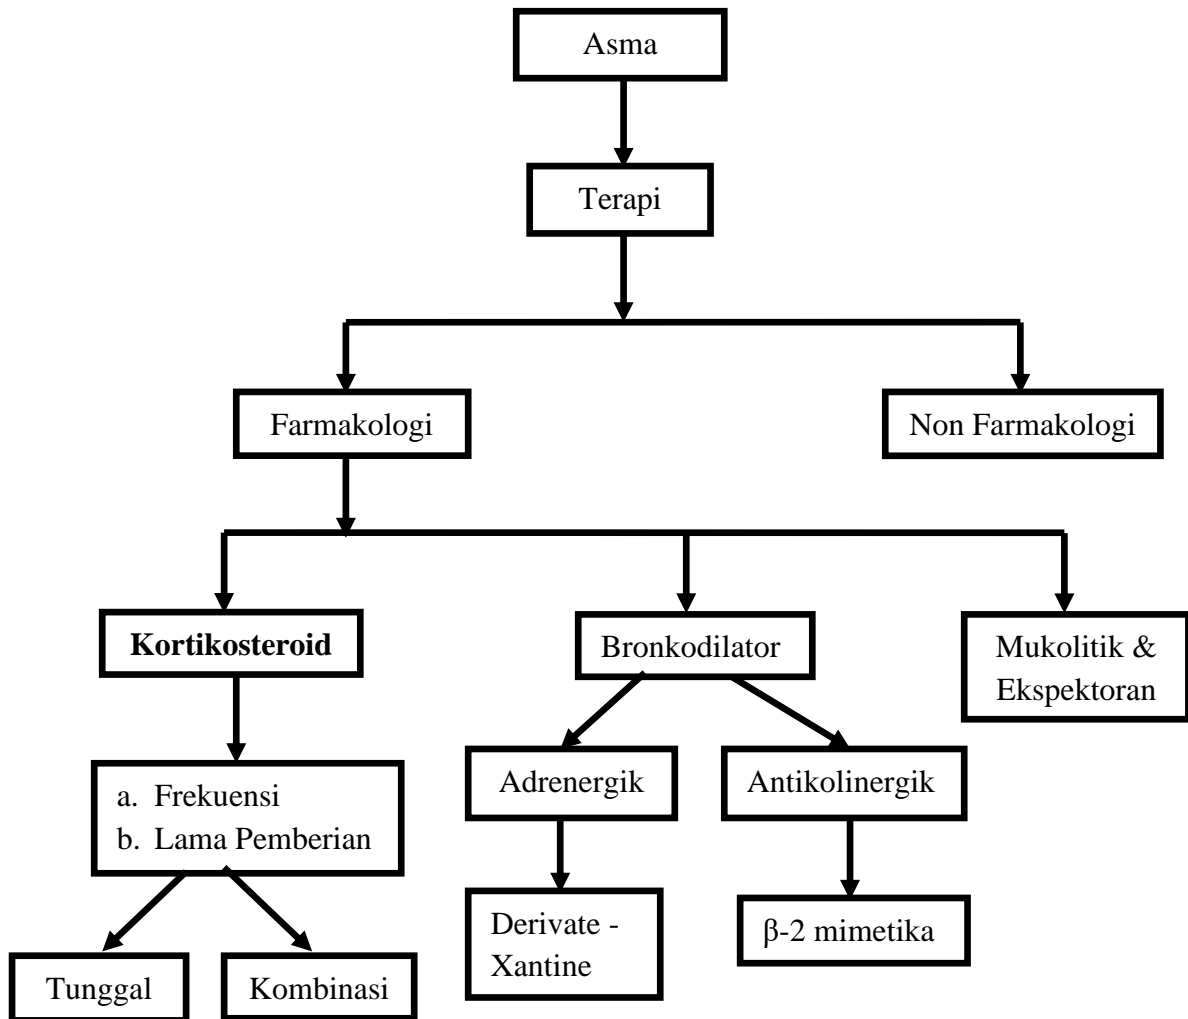 Asma
Terapi
Farmakologi
Non Farmakologi
Kortikosteroid
Bronkodilator
Mukolitik &
Ekspektoran
a. Frekuensi
b. Lama Pemberian
Adrenergik
Antikolinergik
Derivate -
Xantine
β-2 mimetika
Tunggal
Kombinasi